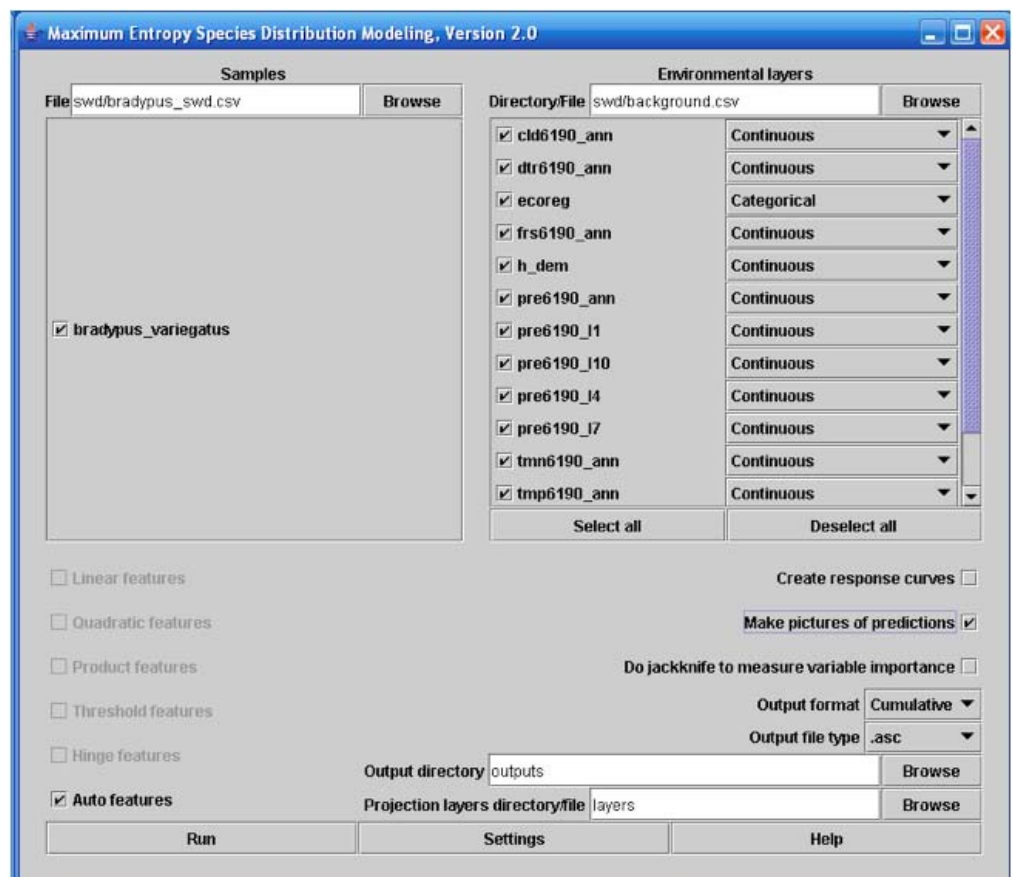 Maximum Entropy Species Distribution Modeling, Version 2.0
Samples
File swd/bradypus_swd.csv Browse
bradypus_variegatus
Environmental layers
Directory/File swd/background.csv Browse
cld6190_ann Continuous
dtr6190_ann Continuous
ecoreg Categorical
frs6190_ann Continuous
h_dem Continuous
pre6190_ann Continuous
pre6190_l1 Continuous
pre6190_l10 Continuous
pre6190_l4 Continuous
pre6190_l7 Continuous
tmn6190_ann Continuous
tmp6190_ann Continuous
Select all Deselect all
Linear features
Quadratic features
Product features
Threshold features
Hinge features
Auto features
Create response curves
Make pictures of predictions
Do jackknife to measure variable importance
Output format Cumulative
Output file type .asc
Output directory outputs Browse
Projection layers directory/file layers Browse
Run Settings Help